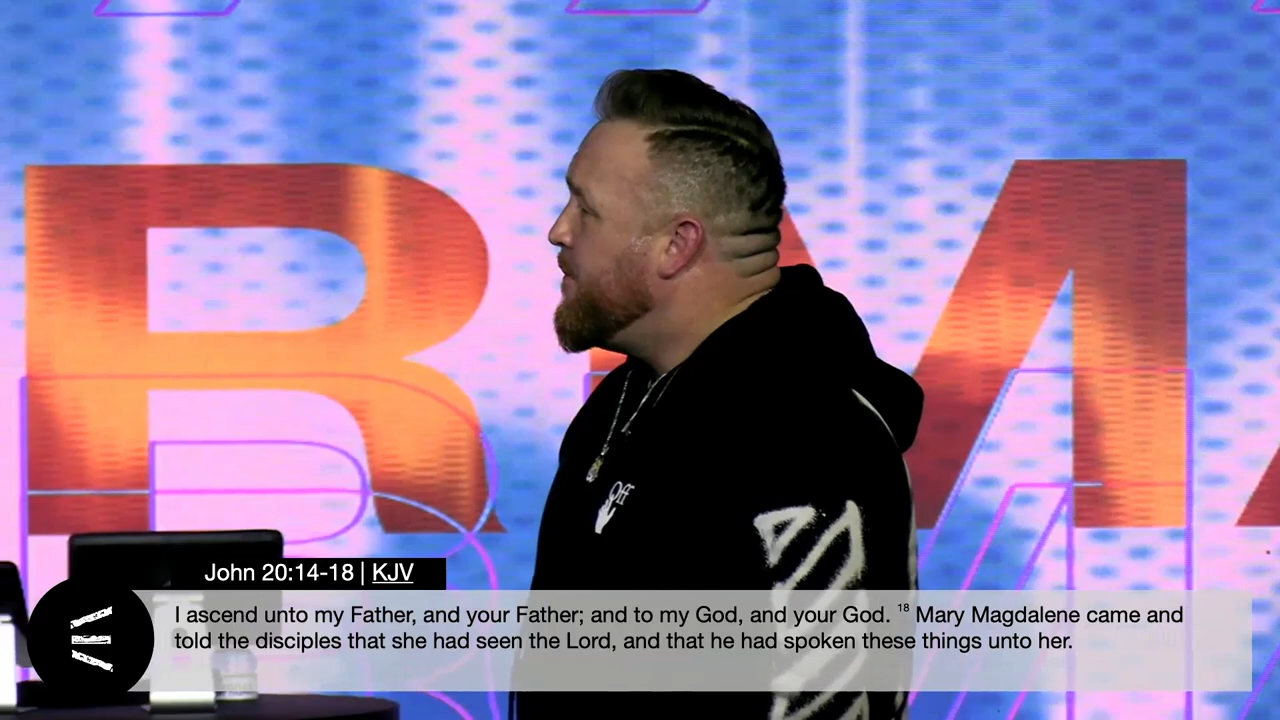 RMA
Off
John 20:14-18 | KJV
I ascend unto my Father, and your Father; and to my God, and your God. 18 Mary Magdalene came and
told the disciples that she had seen the Lord, and that he had spoken these things unto her.